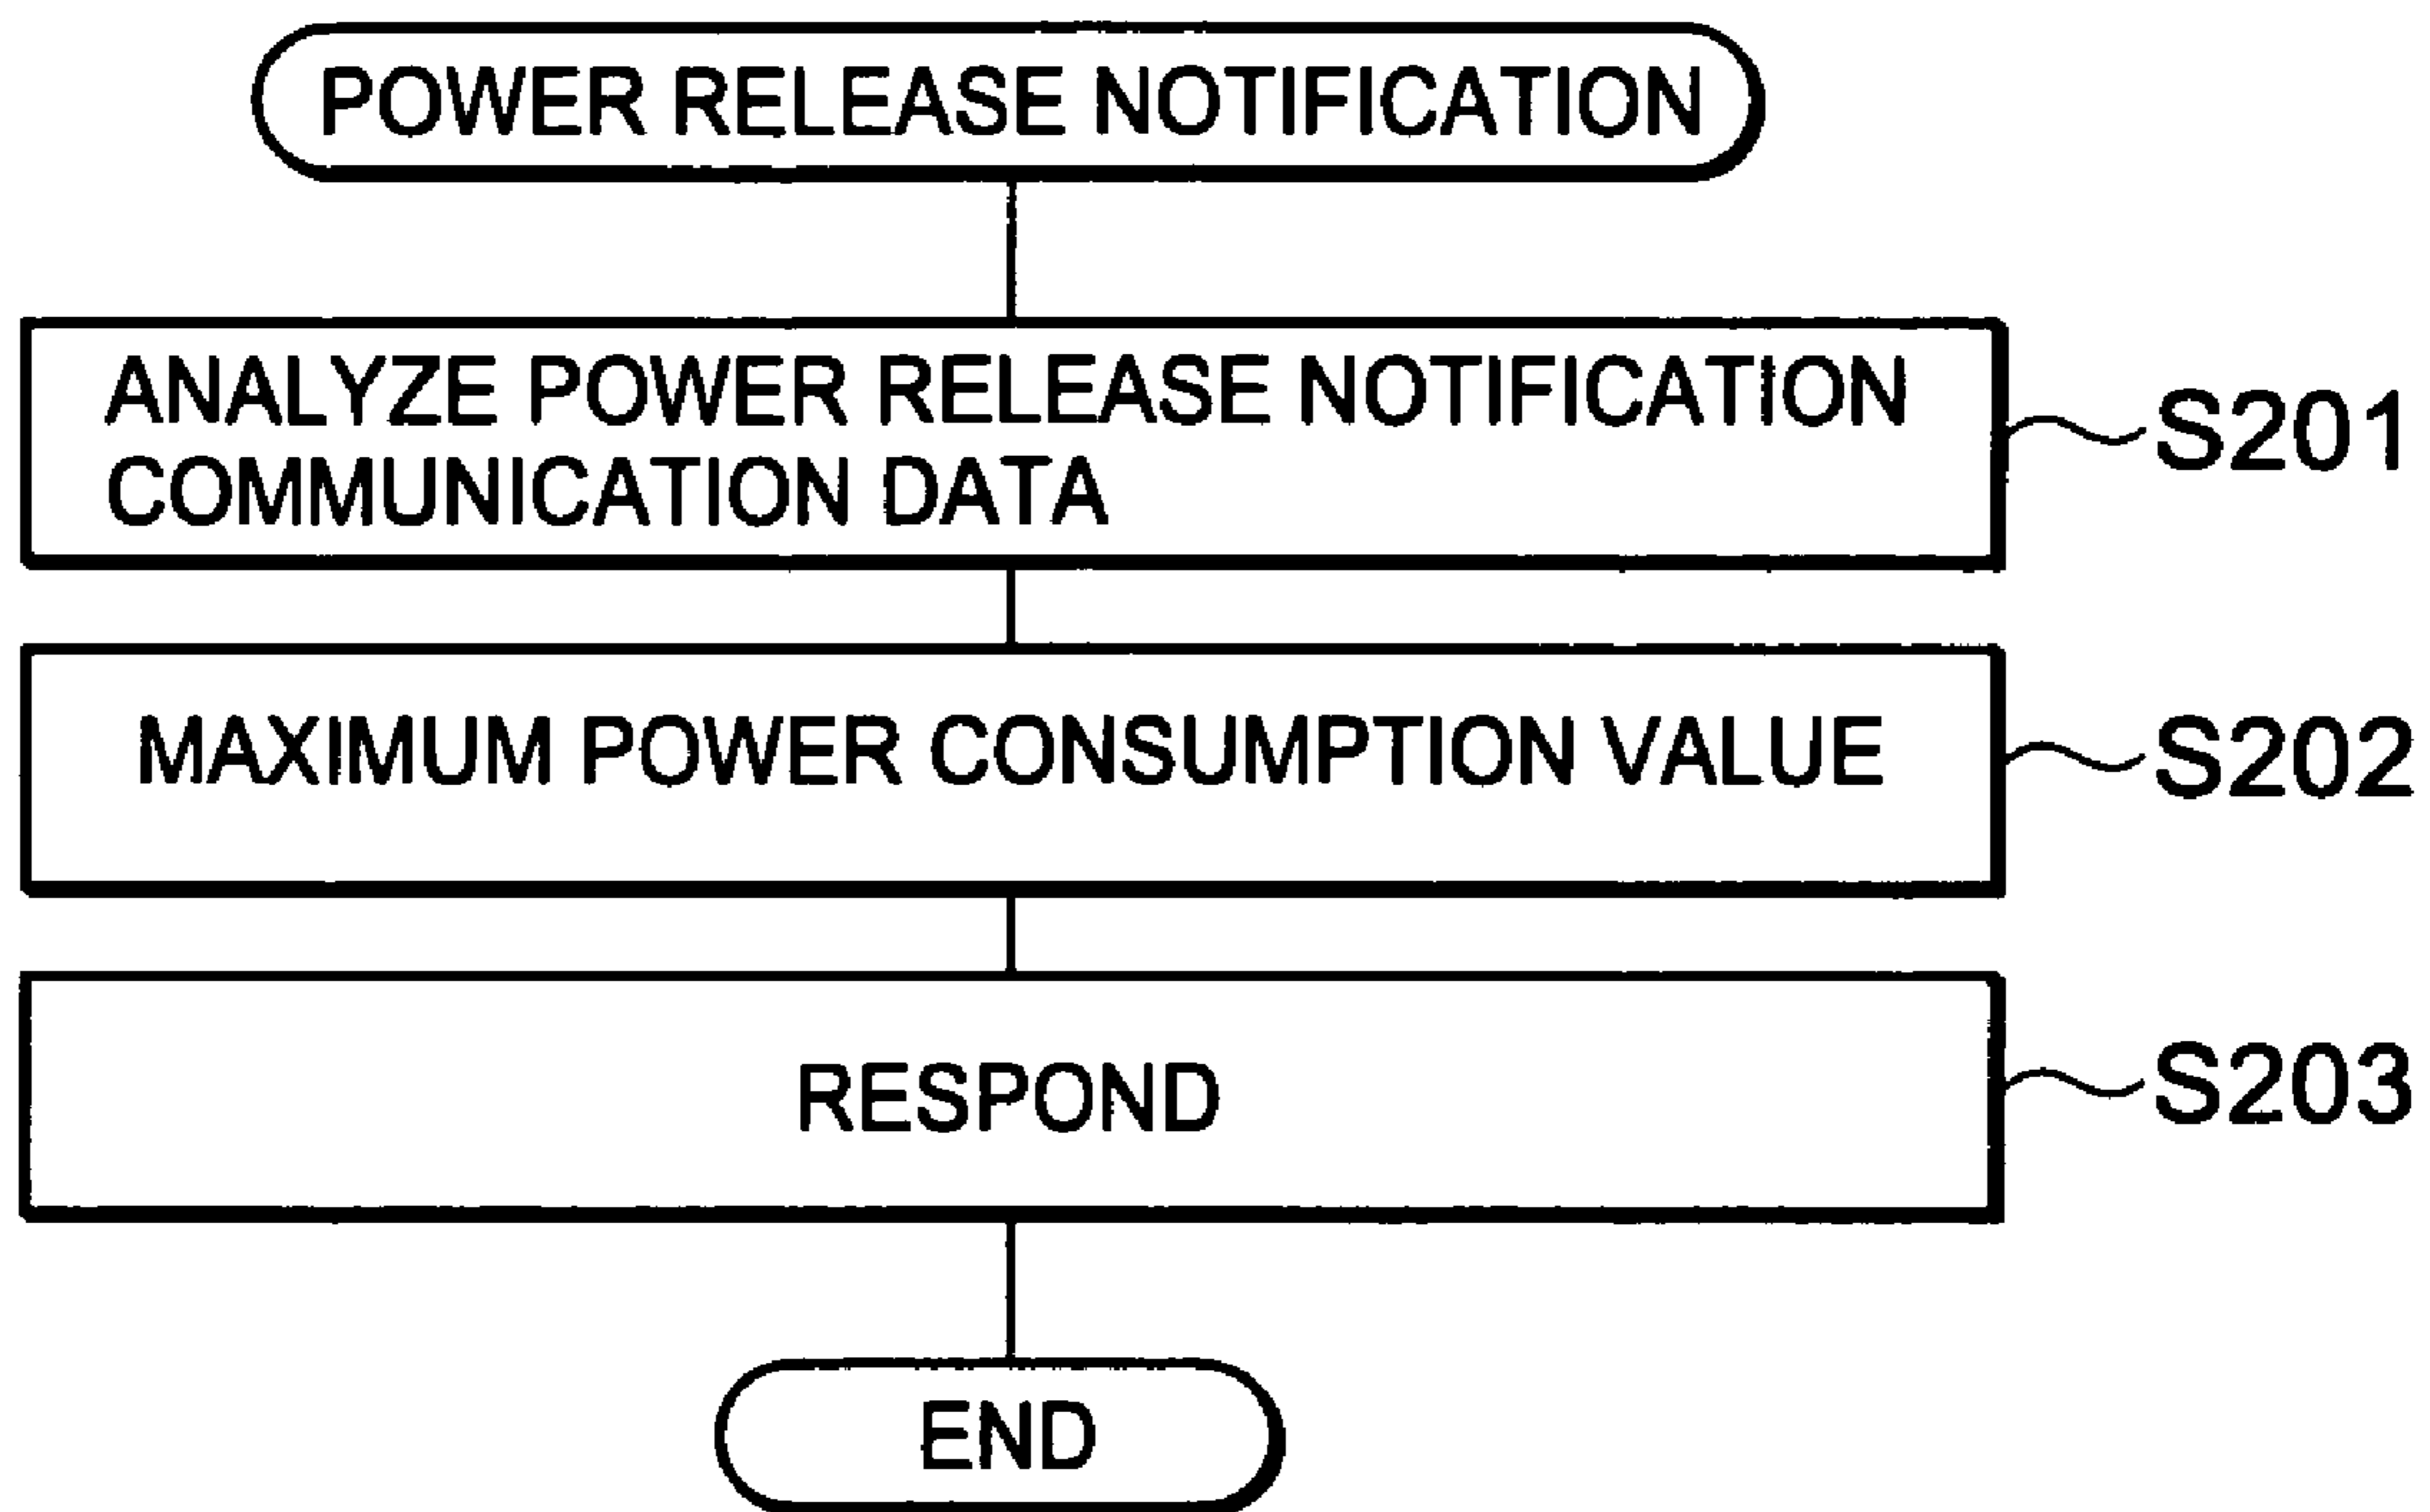 POWER RELEASE NOTIFICATION
ANALYZE POWER RELEASE NOTIFICATION
COMMUNICATION DATA
S201
MAXIMUM POWER CONSUMPTION VALUE
S202
RESPOND
S203
END